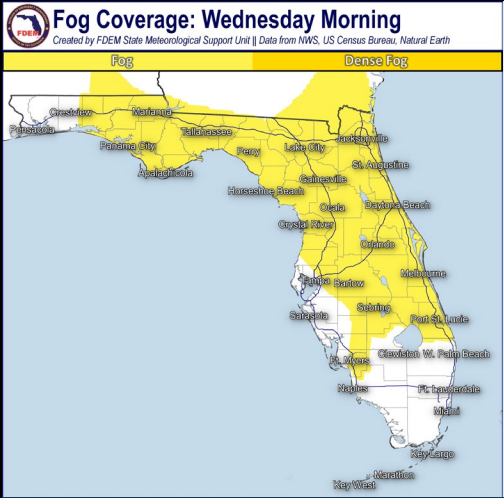 Fog Coverage: Wednesday Morning
Created by FDEM State Meteorological Support Unit || Data from NWS, US Census Bureau, Natural Earth
FDEM
Fog Dense Fog
Crestview Marianna
Pensacola Tallahassee Jacksonville
Panama City Perry Lake City
Apalachicola St. Augustine
Gainesville
Horseshoe Beach
Ocala Daytona Beach
Crystal River
Orlando
Tampa Bartow Melbourne
Sarasota Sebring Port St. Lucie
Ft. Myers Clewiston W. Palm Beach
Naples Ft. Lauderdale
Miami
Key Largo
Marathon
Key West